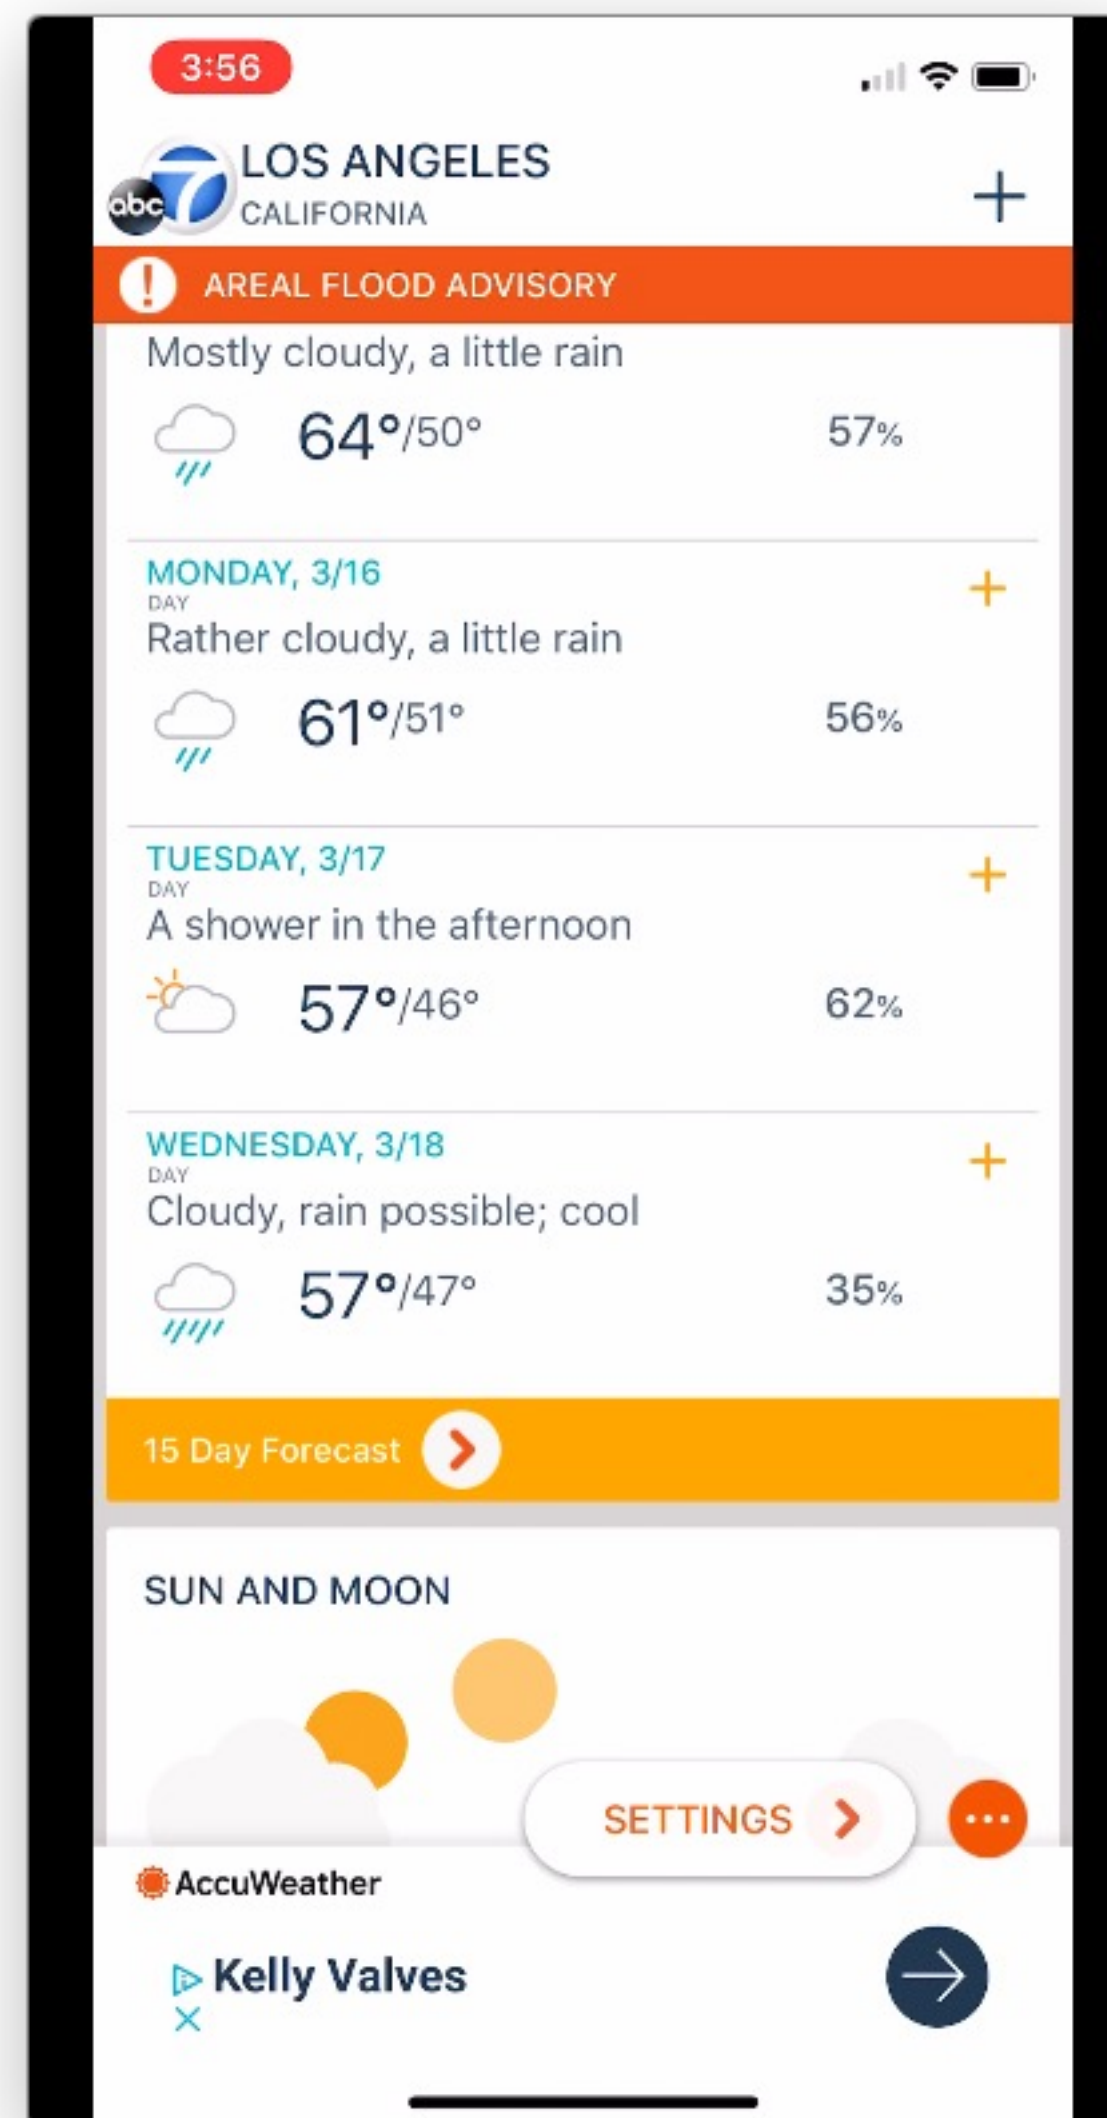 3:56
LOS ANGELES
abc 7
CALIFORNIA
AREAL FLOOD ADVISORY
Mostly cloudy, a little rain
64°/50° 57%
MONDAY, 3/16
DAY
Rather cloudy, a little rain
61°/51° 56%
TUESDAY, 3/17
DAY
A shower in the afternoon
57°/46° 62%
WEDNESDAY, 3/18
DAY
Cloudy, rain possible; cool
57°/47° 35%
15 Day Forecast
SUN AND MOON
SETTINGS
AccuWeather
Kelly Valves